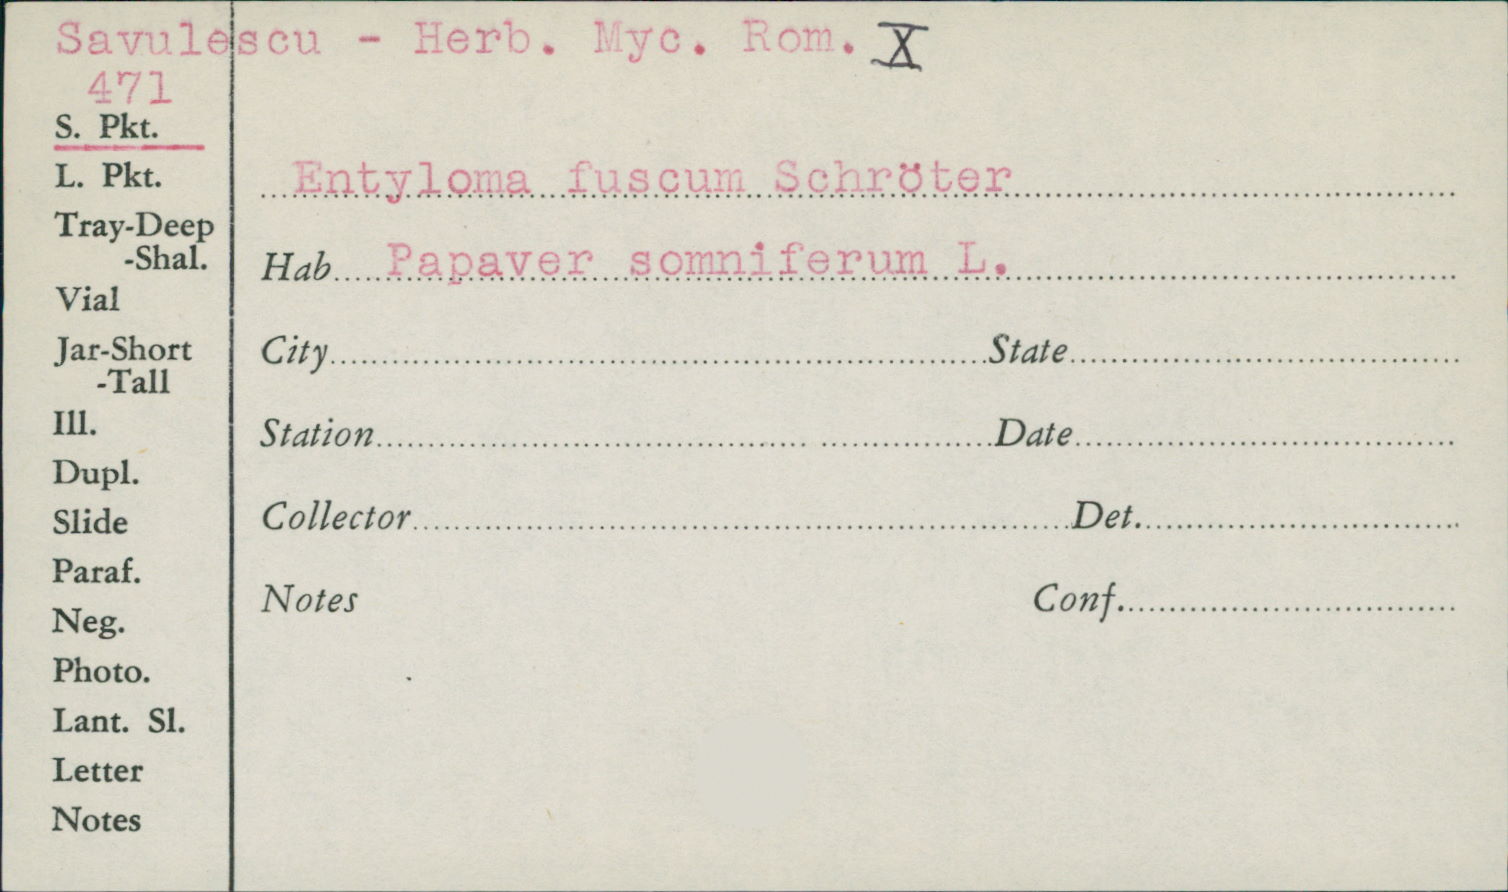 Savulescu - Herb. Myc. Rom. X
471
S. Pkt.
L. Pkt.
Entyloma fuscum Schröter
Tray-Deep
-Shal.
Hab Papaver somniferum L.
Vial
Jar-Short
-Tall
City State
Ill.
Station Date
Dupl.
Slide
Collector Det.
Paraf.
Neg.
Notes Conf.
Photo.
Lant. Sl.
Letter
Notes